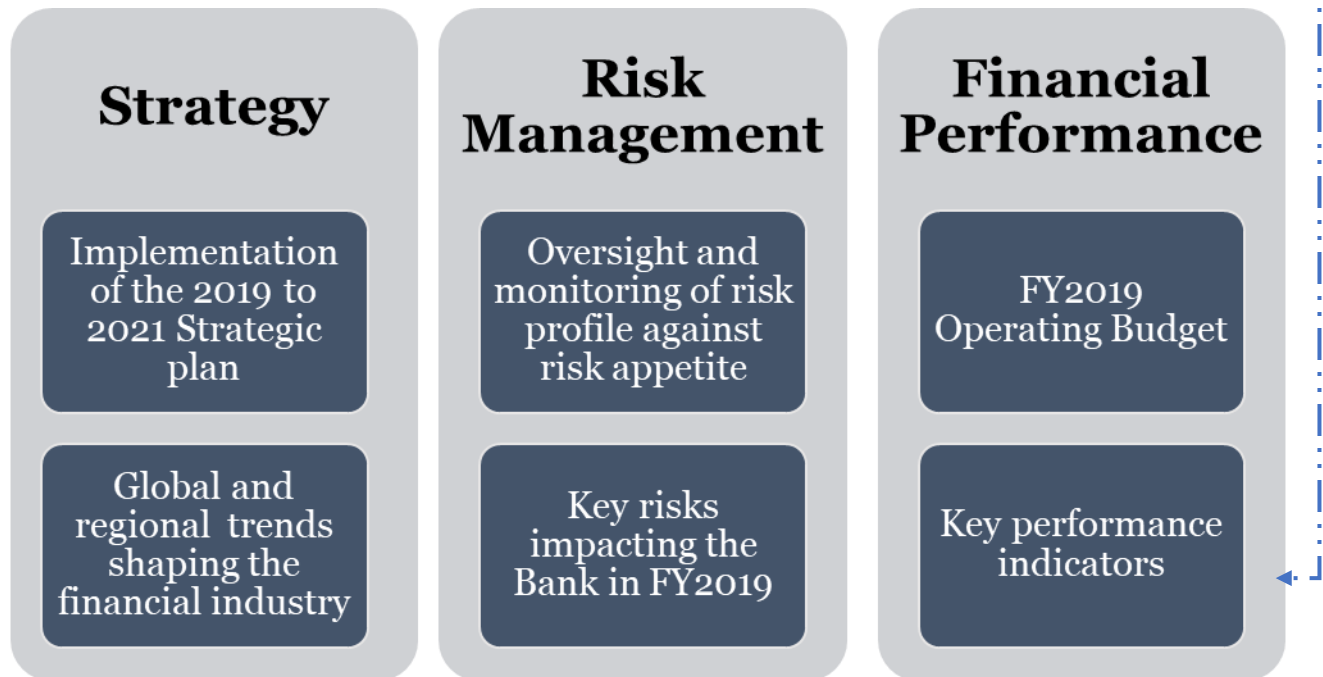 Strategy
Implementation
of the 2019 to
2021 Strategic
plan
Global and
regional trends
shaping the
financial industry
Risk
Management
Oversight and
monitoring of risk
profile against
risk appetite
Key risks
impacting the
Bank in FY2019
Financial
Performance
FY2019
Operating Budget
Key performance
indicators